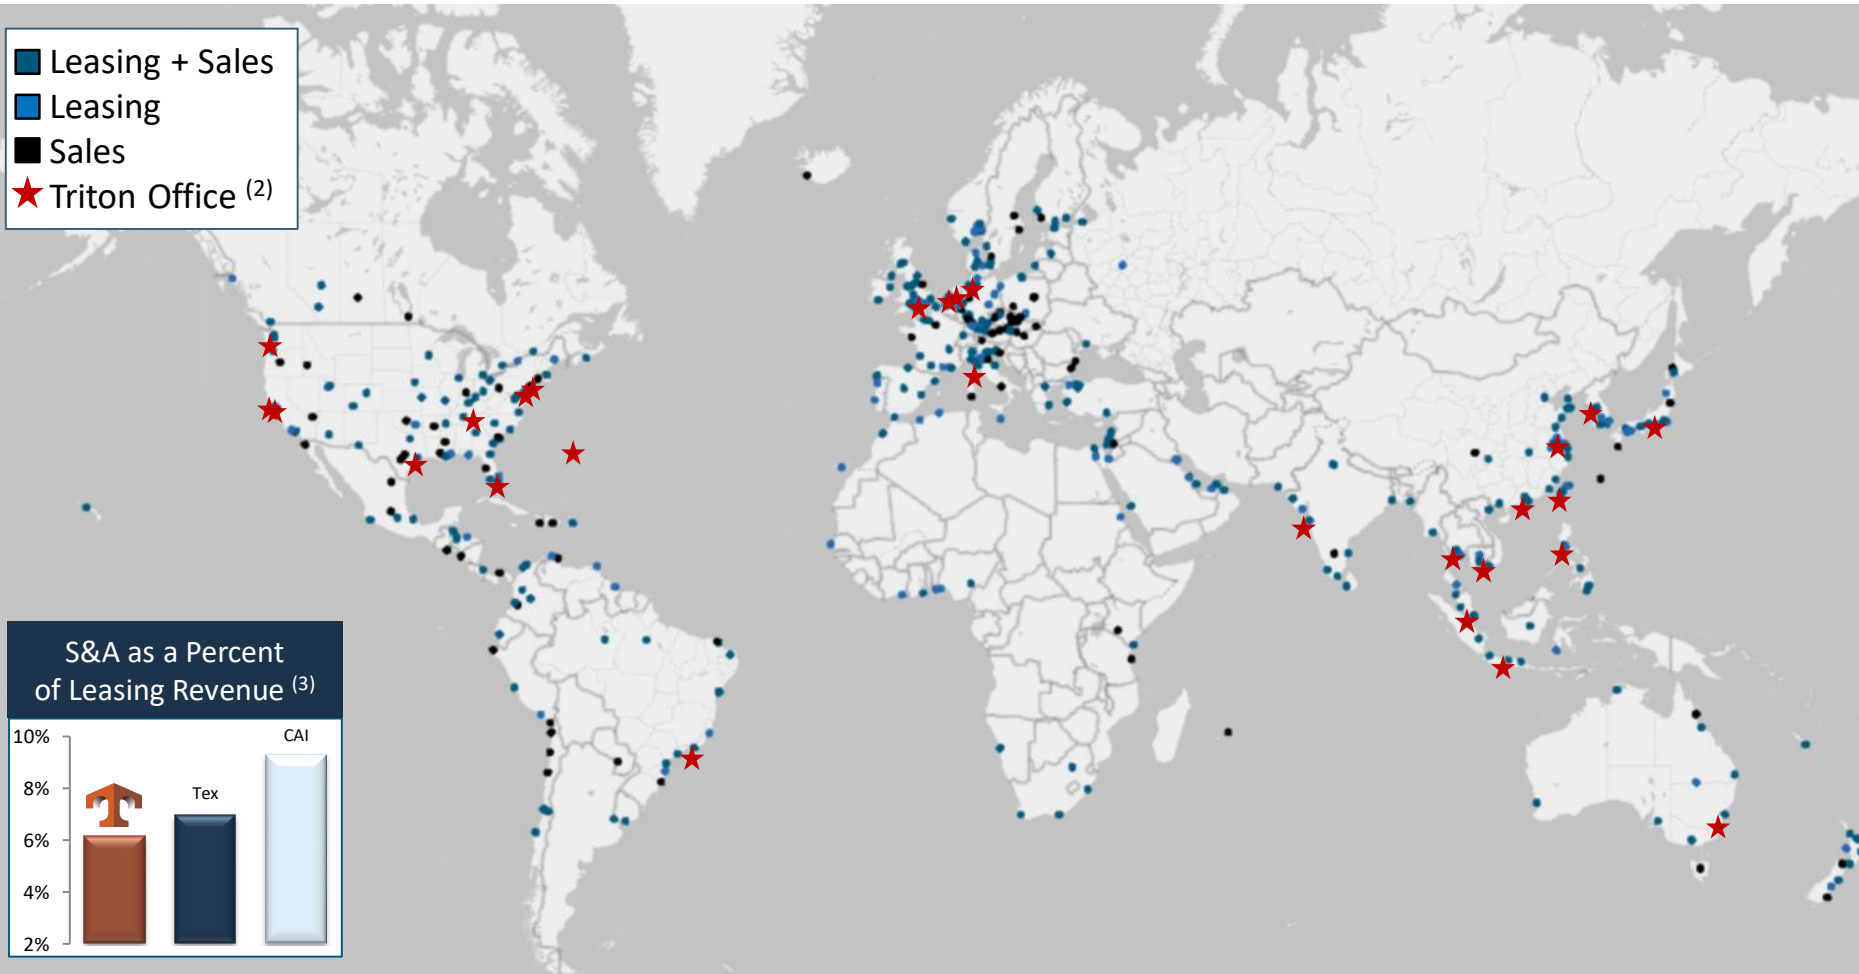 Leasing + Sales
Leasing
Sales
Triton Office (2)
S&A as a Percent
of Leasing Revenue (3)
10%
8%
6%
4%
2%
Tex
CAI